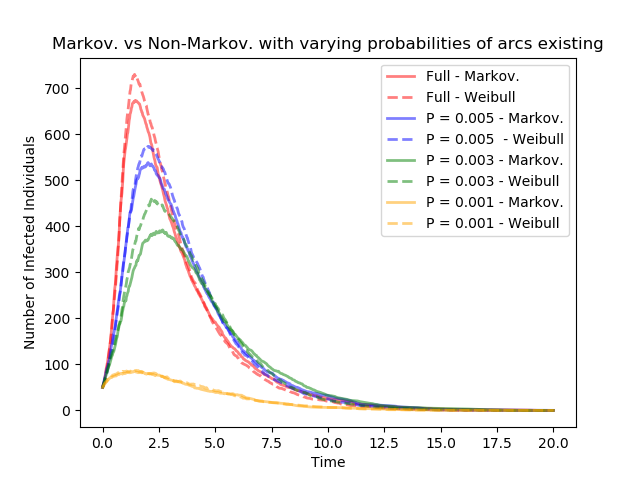 Markov. vs Non-Markov. with varying probabilities of arcs existing
Full - Markov.
Full - Weibull
P = 0.005 - Markov.
P = 0.005  - Weibull
P = 0.003 - Markov.
P = 0.003 - Weibull
P = 0.001 - Markov.
P = 0.001 - Weibull
Number of Infected Individuals
700
600
500
400
300
200
100
0
0.0 2.5 5.0 7.5 10.0 12.5 15.0 17.5 20.0
Time